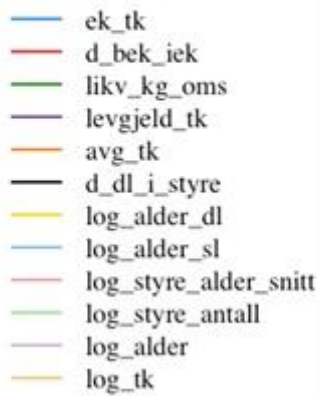 ek_tk
d_bek_iek
likv_kg_oms
levgjeld_tk
avg_tk
d_dl_i_styre
log_alder_dl
log_alder_sl
log_styre_alder_snitt
log_styre_antall
log_alder
log_tk